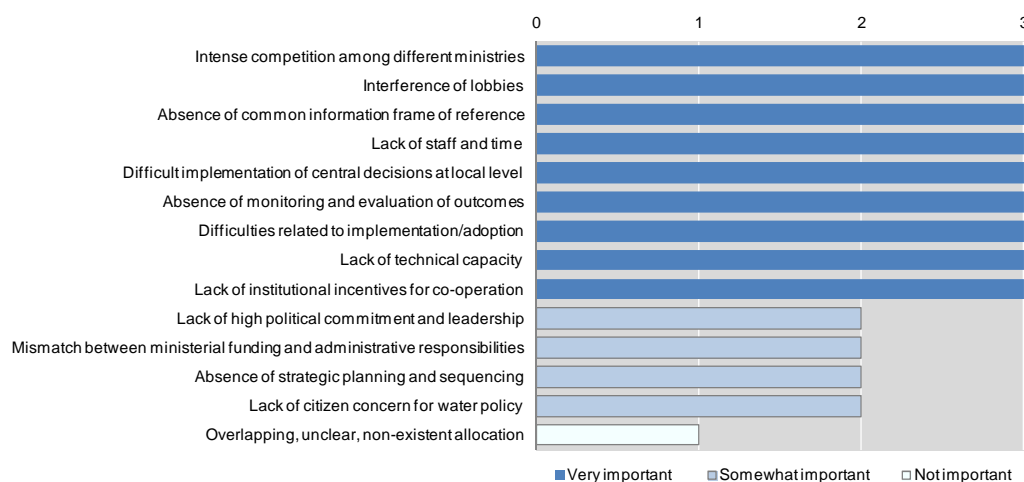 0 1 2 3
Intense competition among different ministries
Interference of lobbies
Absence of common information frame of reference
Lack of staff and time
Difficult implementation of central decisions at local level
Absence of monitoring and evaluation of outcomes
Difficulties related to implementation/adoption
Lack of technical capacity
Lack of institutional incentives for co-operation
Lack of high political commitment and leadership
Mismatch between ministerial funding and administrative responsibilities
Absence of strategic planning and sequencing
Lack of citizen concern for water policy
Overlapping, unclear, non-existent allocation
Very important Somewhat important Not important